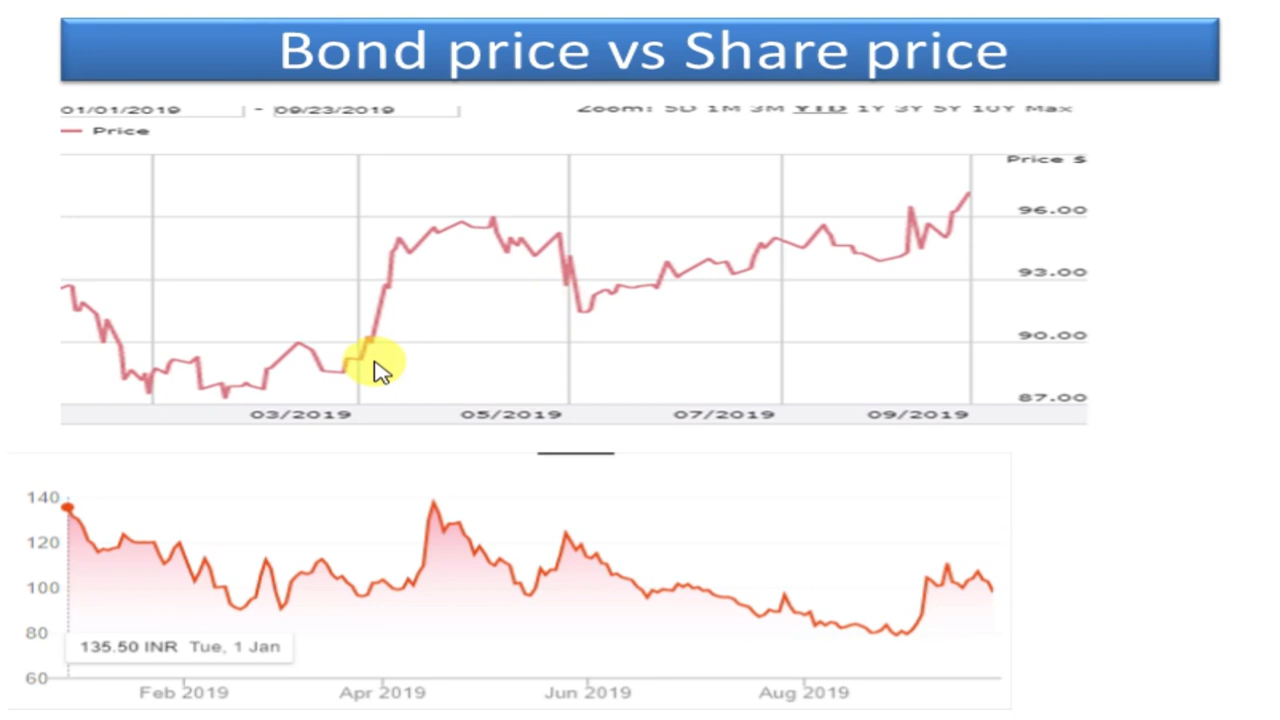 Bond price vs Share price
01/01/2019 - 09/23/2019 Zoom: 5D 1M 3M YTD 1Y 3Y 5Y 10Y Max
Price
Price $
96.00
93.00
90.00
87.00
03/2019 05/2019 07/2019 09/2019
140
120
100
80
135.50 INR Tue, 1 Jan
60
Feb 2019 Apr 2019 Jun 2019 Aug 2019